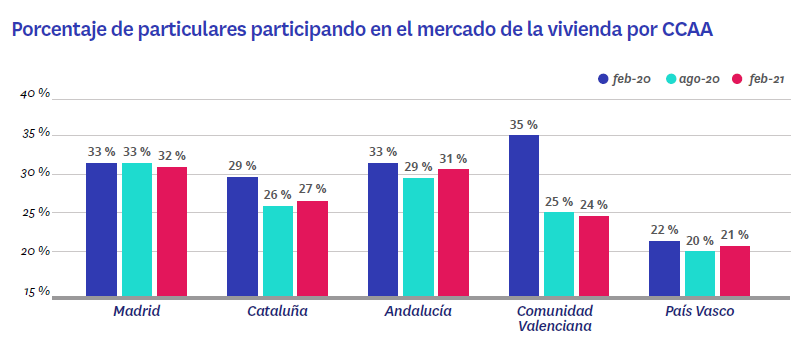 Porcentaje de particulares participando en el mercado de la vivienda por CCAA
feb-20 ago-20 feb-21
40 %
35 %
30 %
25 %
20 %
15 %
33 % 33 % 32 %
29 % 26 % 27 %
33 % 29 % 31 %
35 % 25 % 24 %
22 % 20 % 21 %
Madrid
Cataluña
Andalucía
Comunidad
Valenciana
País Vasco